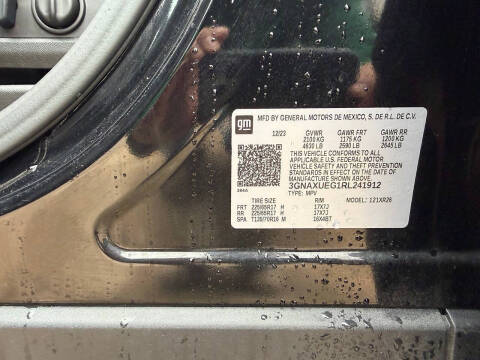 gm
MFD BY GENERAL MOTORS DE MEXICO, S. DE R.L. DE C.V.
12/23 GVWR GAWR FRT GAWR RR
2100 KG 1175 KG 1200 KG
4630 LB 2590 LB 2645 LB
THIS VEHICLE CONFORMS TO ALL
APPLICABLE U.S. FEDERAL MOTOR
VEHICLE SAFETY AND THEFT PREVENTION
STANDARDS IN EFFECT ON THE DATE OF
MANUFACTURE SHOWN ABOVE.
3GNAXUEG1RL241912
TYPE: MPV
TIRE SIZE RIM MODEL: 121XR26
FRT 225/65R17 H 17X7J
RR 225/65R17 H 17X7J
SPA T135/70R16 M 16X4BT